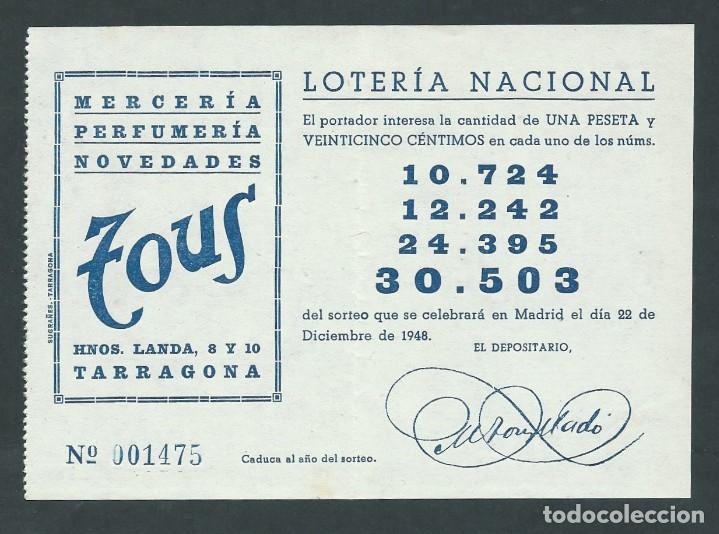 MERCERÍA
PERFUMERÍA
NOVEDADES
Tous
HNOS. LANDA, 8 Y 10
TARRAGONA
SUGRAÑES.-TARRAGONA
Nº 001475
Caduca al año del sorteo.
LOTERÍA NACIONAL
El portador interesa la cantidad de UNA PESETA y
VEINTICINCO CÉNTIMOS en cada uno de los núms.
10.724
12.242
24.395
30.503
del sorteo que se celebrará en Madrid el día 22 de
Diciembre de 1948.
EL DEPOSITARIO,
todocoleccion